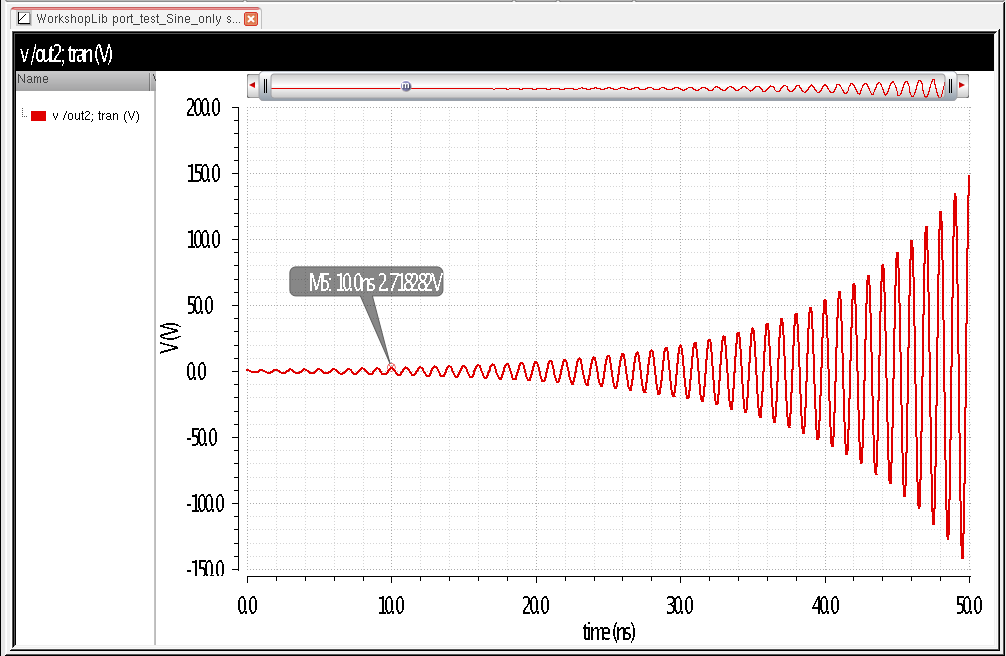 WorkshopLib port_test_Sine_only s...
v /out2; tran (V)
Name
v /out2; tran (V)
200.0
150.0
100.0
50.0
0.0
-50.0
-100.0
-150.0
V (V)
M5: 10.0ns 2.718282V
0.0 10.0 20.0 30.0 40.0 50.0
time (ns)